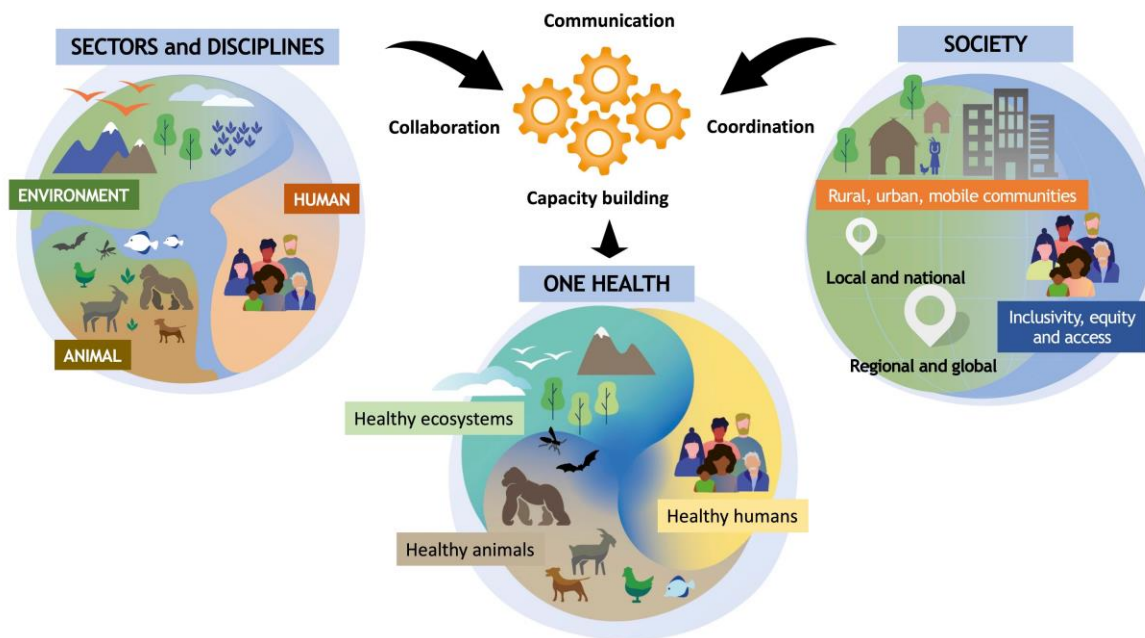 SECTORS and DISCIPLINES
ENVIRONMENT
HUMAN
ANIMAL
Communication
Collaboration
Coordination
Capacity building
SOCIETY
Rural, urban, mobile communities
Local and national
Regional and global
Inclusivity, equity
and access
ONE HEALTH
Healthy ecosystems
Healthy humans
Healthy animals